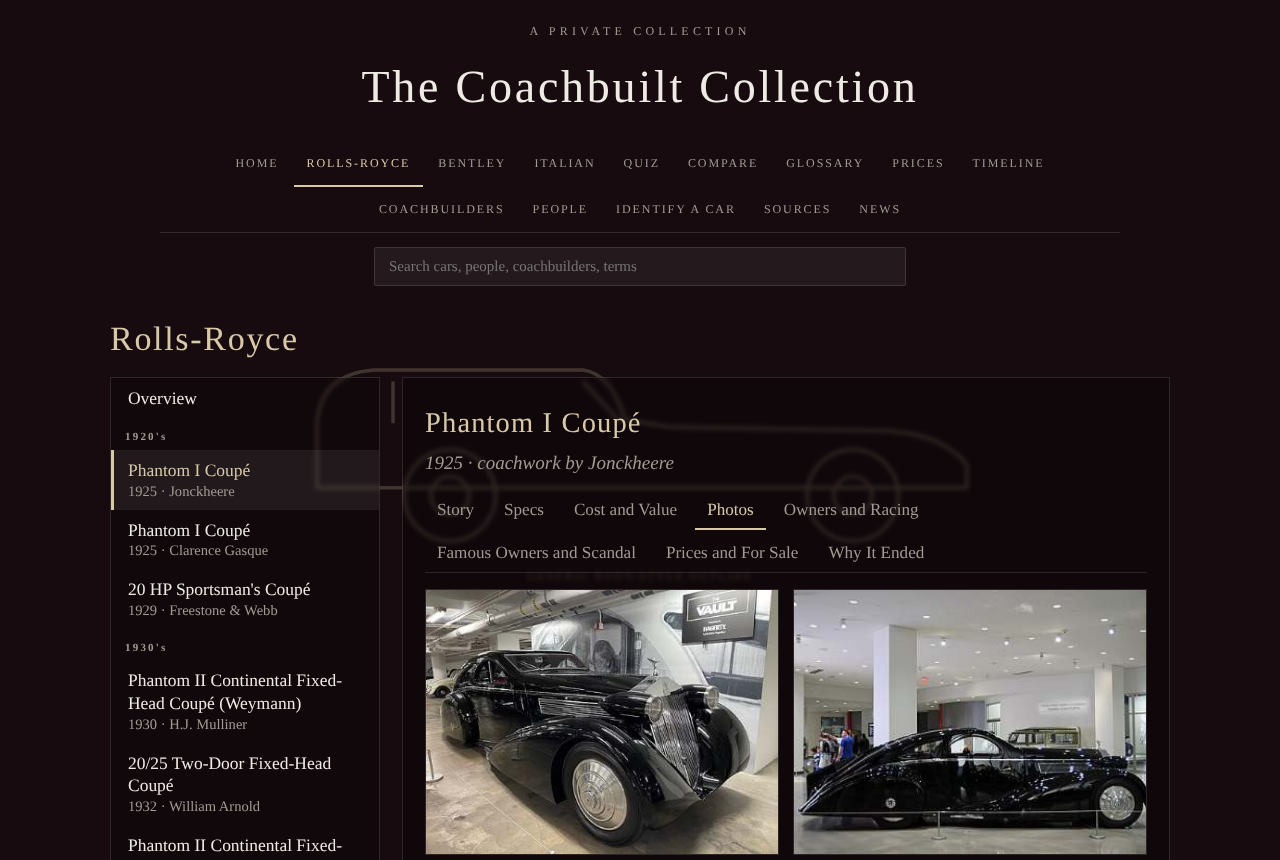 A PRIVATE COLLECTION
The Coachbuilt Collection
HOME ROLLS-ROYCE BENTLEY ITALIAN QUIZ COMPARE GLOSSARY PRICES TIMELINE
COACHBUILDERS PEOPLE IDENTIFY A CAR SOURCES NEWS
Search cars, people, coachbuilders, terms
Rolls-Royce
Overview
1920's
Phantom I Coupé
1925 · Jonckheere
Phantom I Coupé
1925 · Clarence Gasque
20 HP Sportsman's Coupé
1929 · Freestone & Webb
1930's
Phantom II Continental Fixed-
Head Coupé (Weymann)
1930 · H.J. Mulliner
20/25 Two-Door Fixed-Head
Coupé
1932 · William Arnold
Phantom II Continental Fixed-
Phantom I Coupé
1925 · coachwork by Jonckheere
Story Specs Cost and Value Photos Owners and Racing
Famous Owners and Scandal Prices and For Sale Why It Ended
THE
VAULT
HAGERTY